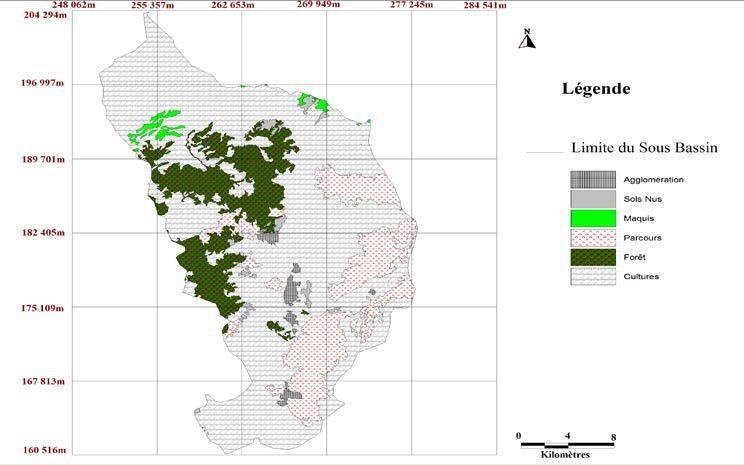 248 062m 255 357m 262 653m 269 949m 277 245m 284 541m
204 294m
196 997m
189 701m
182 405m
175 109m
167 813m
160 516m
N
Légende
Limite du Sous Bassin
Agglomeration
Sols Nus
Maquis
Parcours
Forêt
Cultures
0 4 8
Kilomètres